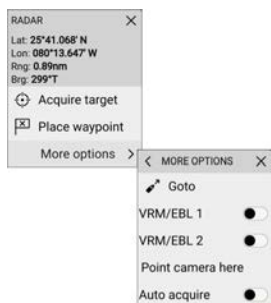 RADAR
Lat: 25°41.068' N
Lon: 080°13.647' W
Rng: 0.89nm
Brg: 299°T
Acquire target
Place waypoint
More options
MORE OPTIONS
Goto
VRM/EBL 1
VRM/EBL 2
Point camera here
Auto acquire